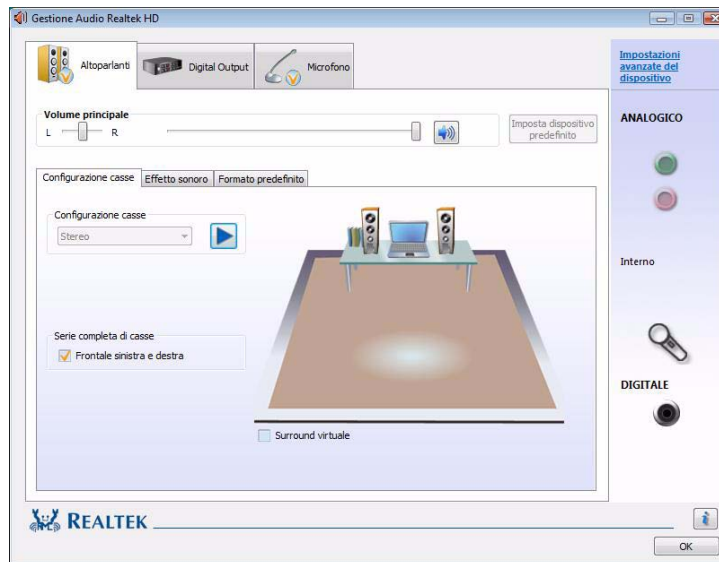 Gestione Audio Realtek HD
Altoparlanti
Digital Output
Microfono
Impostazioni
avanzate del
dispositivo
Volume principale
L
R
Imposta dispositivo
predefinito
ANALOGICO
Configurazione casse
Effetto sonoro
Formato predefinito
Configurazione casse
Stereo
Interno
Serie completa di casse
Frontale sinistra e destra
DIGITALE
Surround virtuale
REALTEK
OK